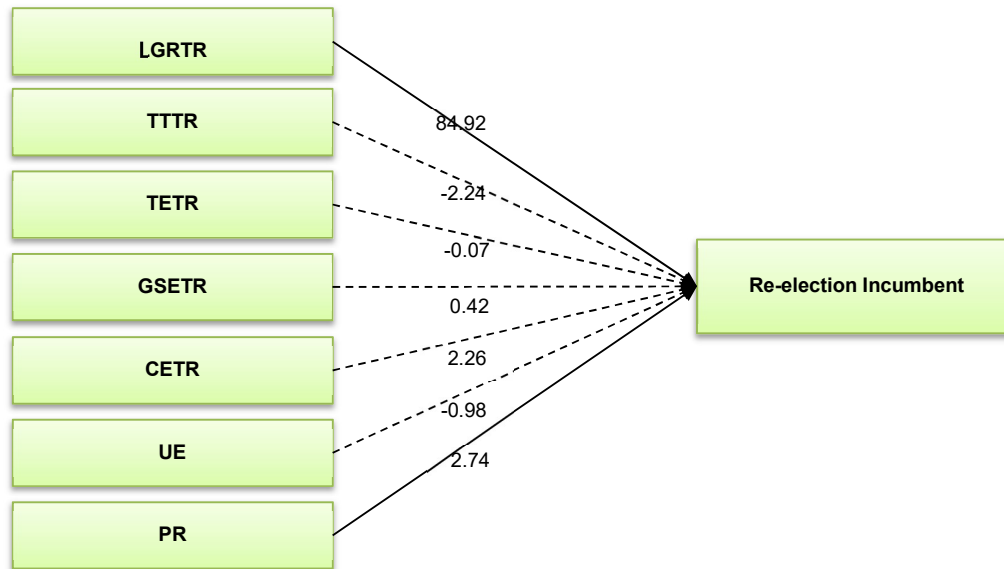 LGRTR
84.92
TTTR
-2.24
TETR
-0.07
GSETR
0.42
Re-election Incumbent
CETR
2.26
UE
-0.98
PR
2.74